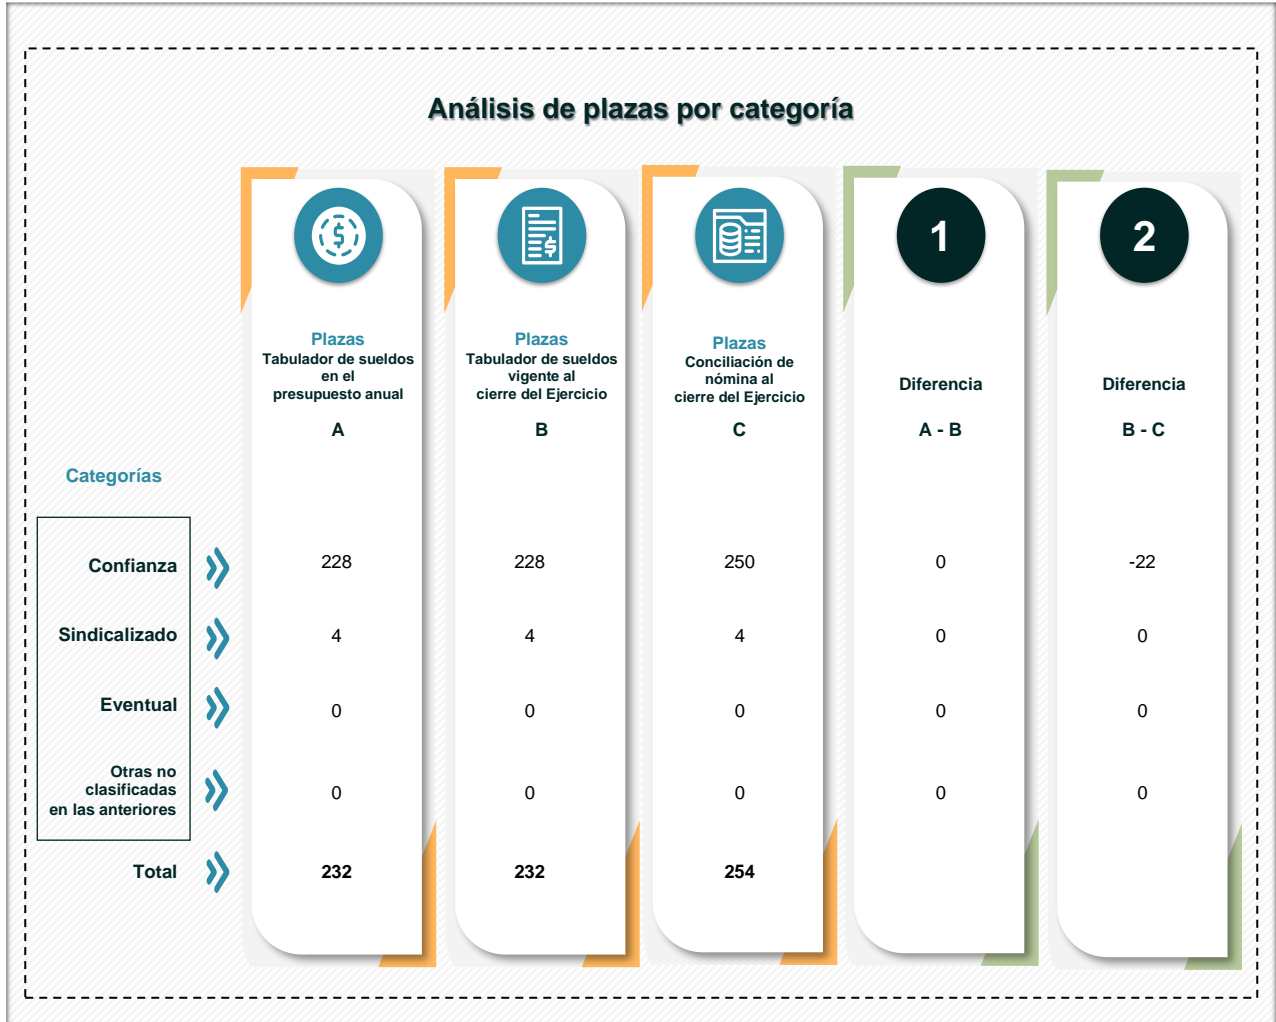 Análisis de plazas por categoría
1
2
Plazas
Tabulador de sueldos
en el
presupuesto anual
A
Plazas
Tabulador de sueldos
vigente al
cierre del Ejercicio
B
Plazas
Conciliación de
nómina al
cierre del Ejercicio
C
Diferencia
A - B
Diferencia
B - C
Categorías
Confianza 228 228 250 0 -22
Sindicalizado 4 4 4 0 0
Eventual 0 0 0 0 0
Otras no
clasificadas
en las anteriores 0 0 0 0 0
Total 232 232 254